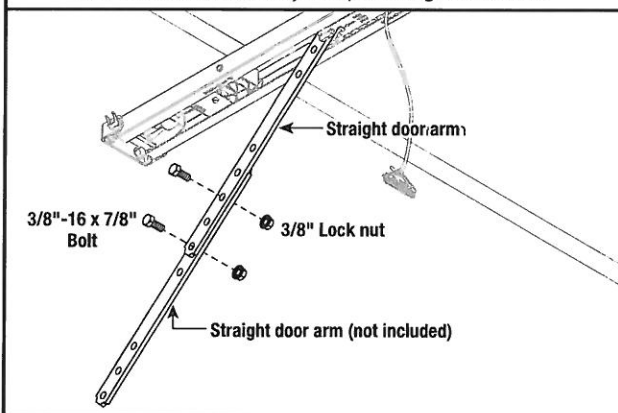 Straight door arm
3/8" Lock nut
3/8"-16 x 7/8"
Bolt
Straight door arm (not included)